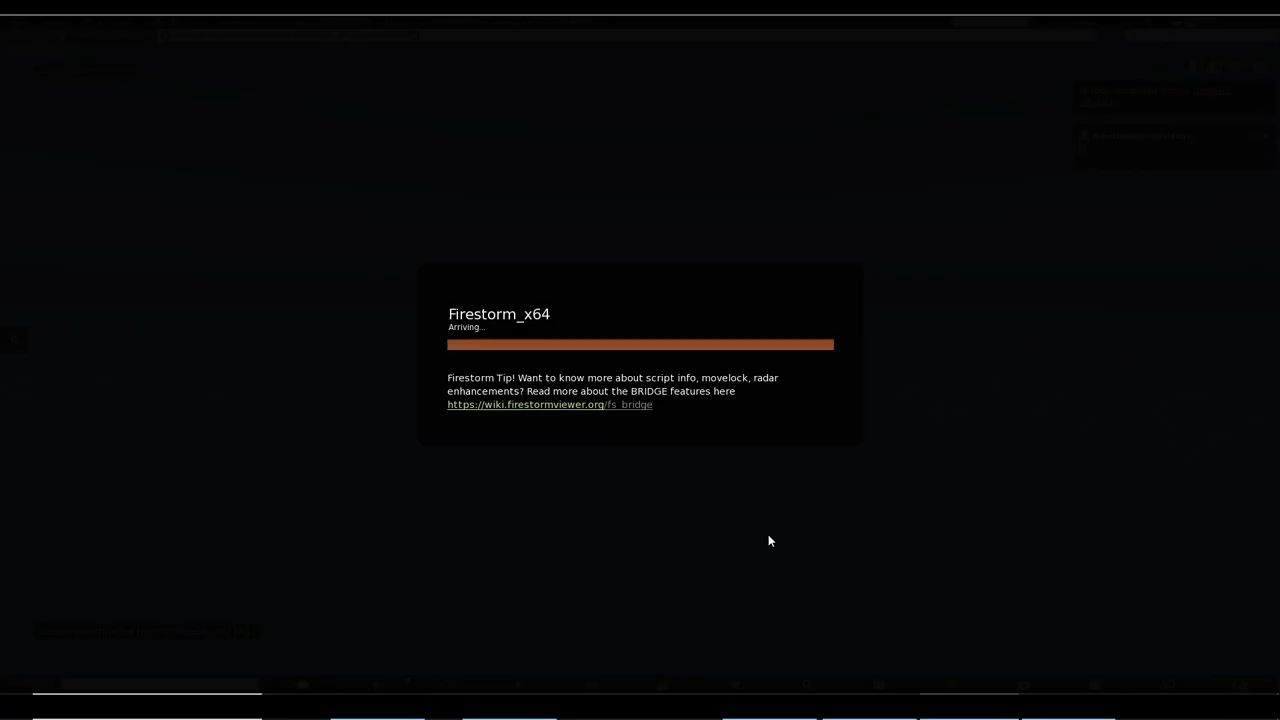 Firestorm_x64
Arriving...
Firestorm Tip! Want to know more about script info, movelock, radar
enhancements? Read more about the BRIDGE features here
https://wiki.firestormviewer.org/fs_bridge